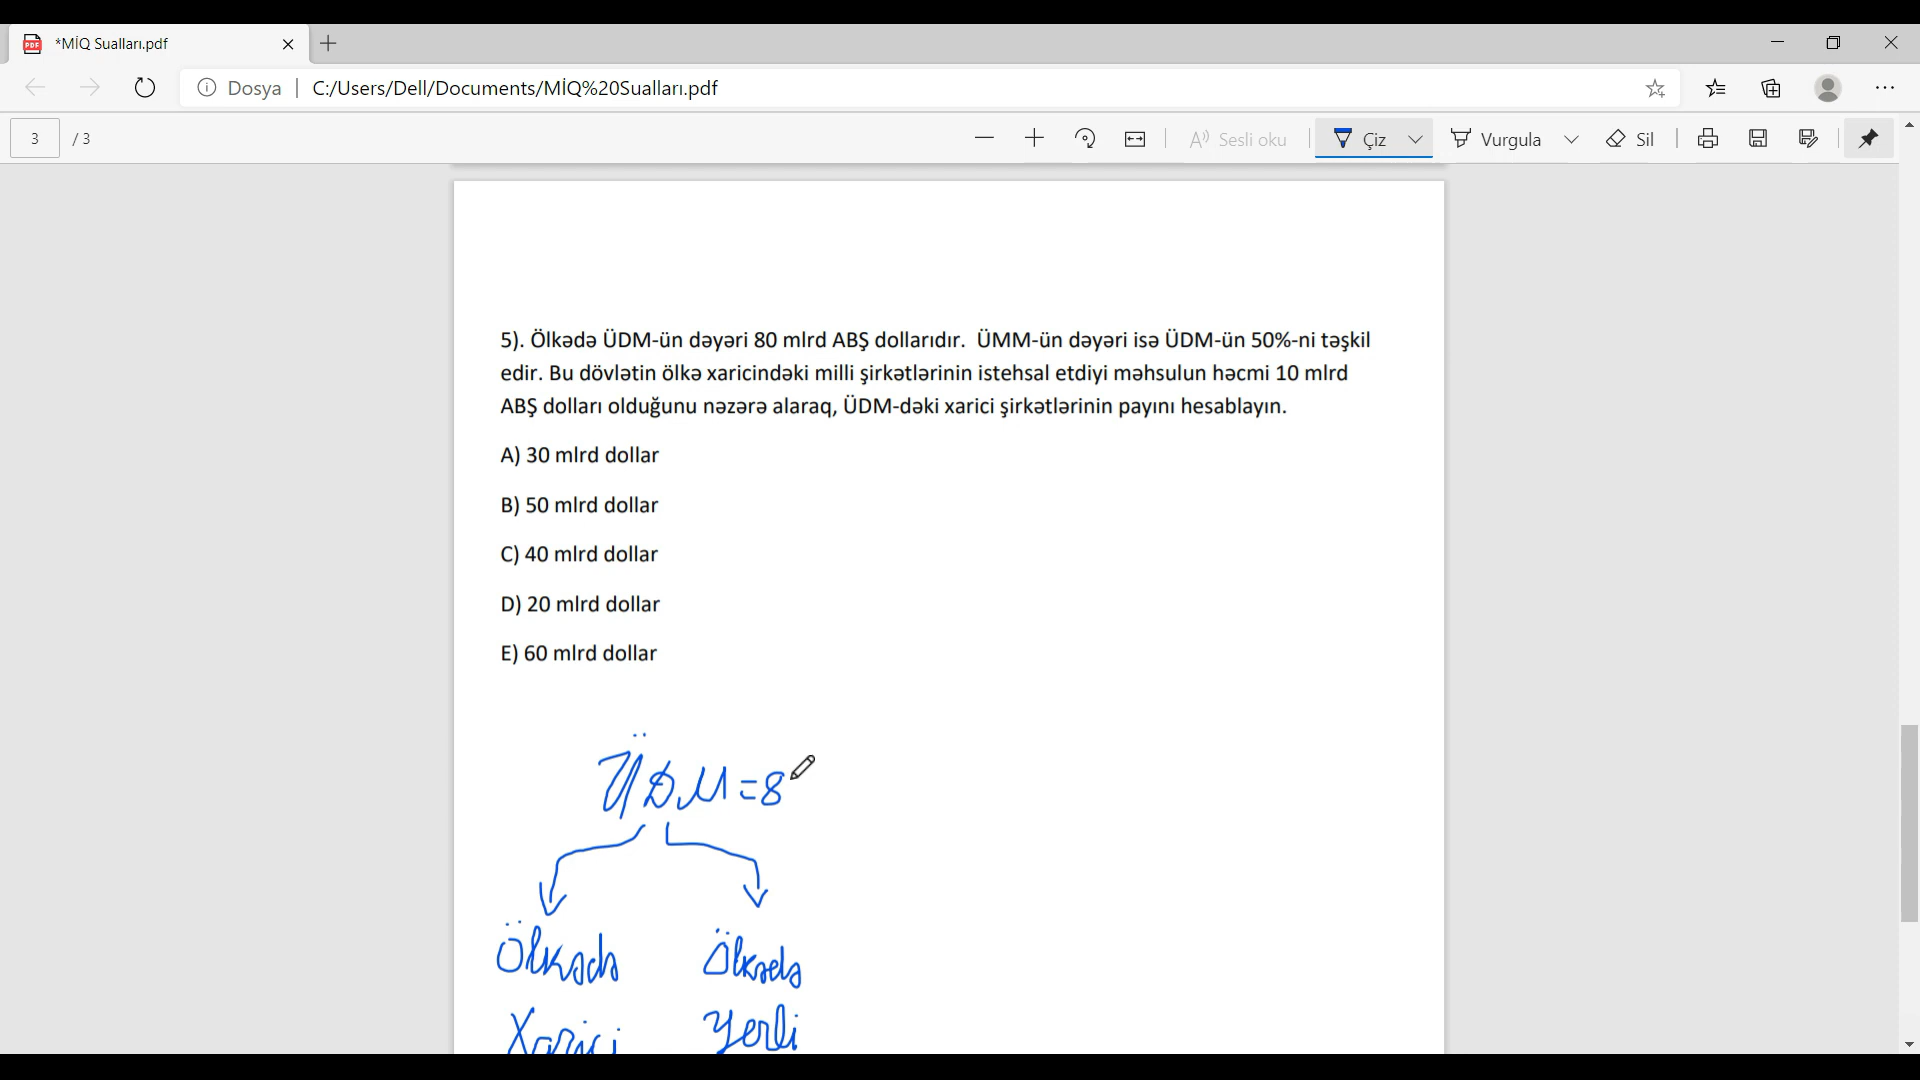 *MİQ Sualları.pdf
Dosya | C:/Users/Dell/Documents/MİQ%20Sualları.pdf
3 / 3
Sesli oku
Çiz
Vurgula
Sil
5). Ölkədə ÜDM-ün dəyəri 80 mlrd ABŞ dollarıdır. ÜMM-ün dəyəri isə ÜDM-ün 50%-ni təşkil
edir. Bu dövlətin ölkə xaricindəki milli şirkətlərinin istehsal etdiyi məhsulun həcmi 10 mlrd
ABŞ dolları olduğunu nəzərə alaraq, ÜDM-dəki xarici şirkətlərinin payını hesablayın.
A) 30 mlrd dollar
B) 50 mlrd dollar
C) 40 mlrd dollar
D) 20 mlrd dollar
E) 60 mlrd dollar
ÜDM=8
Ölkədə Ölkədə
Xarici Yerli